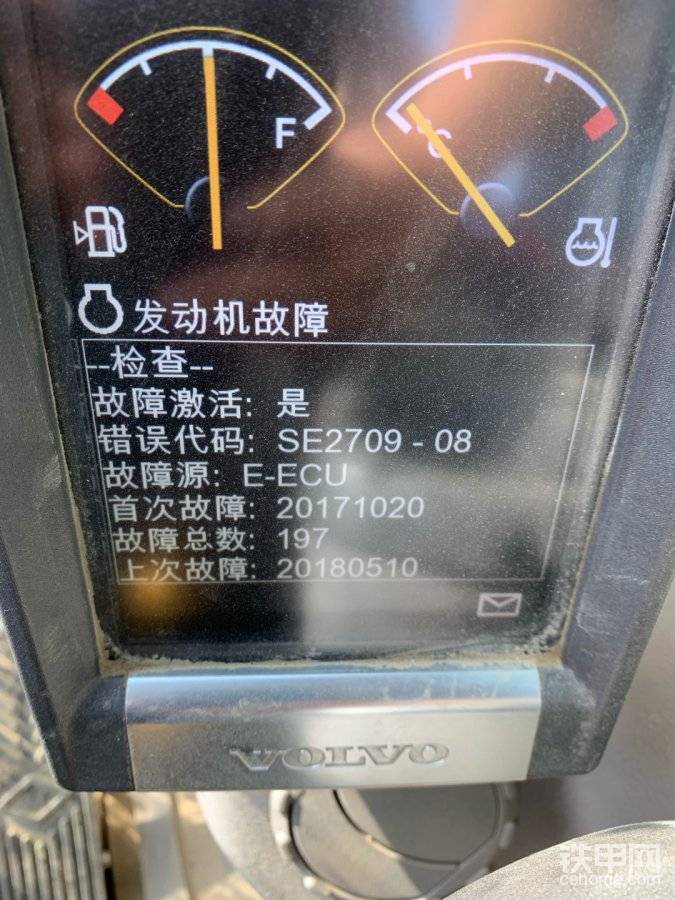 F
°C
发动机故障
--检查--
故障激活: 是
错误代码: SE2709 - 08
故障源: E-ECU
首次故障: 20171020
故障总数: 197
上次故障: 20180510
VOLVO
铁甲网
cehome.com